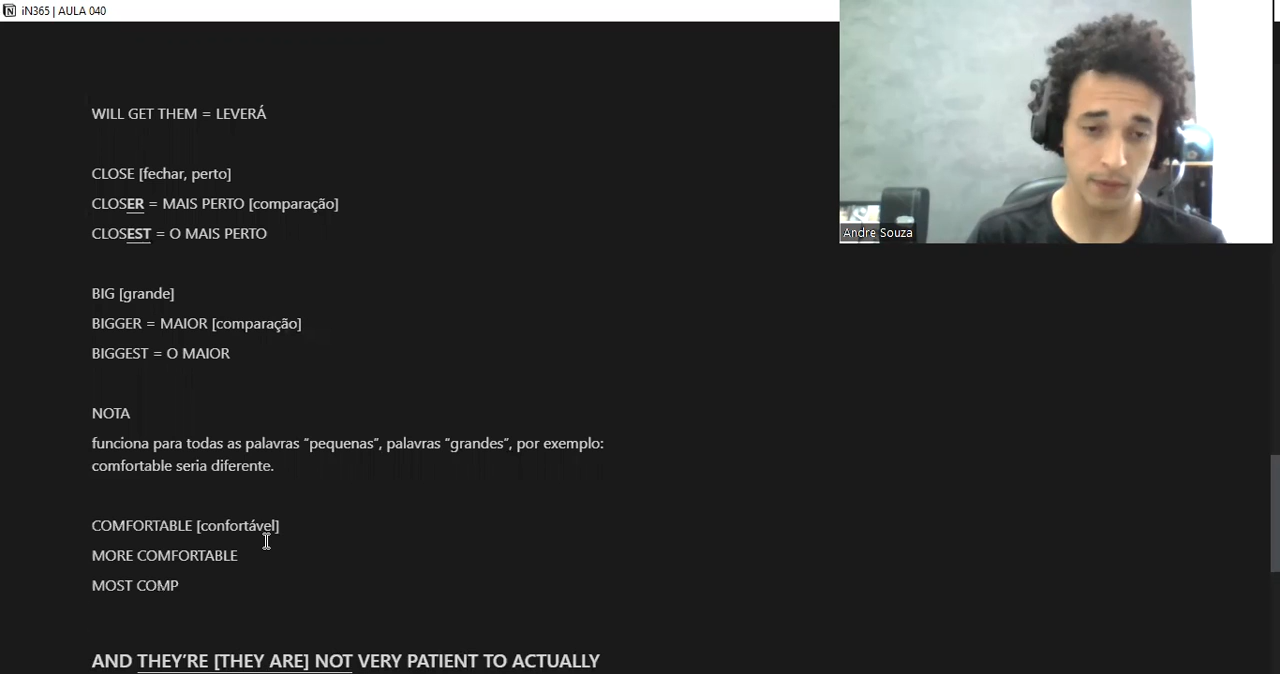 iN365 | AULA 040
WILL GET THEM = LEVERÁ
CLOSE [fechar, perto]
CLOSER = MAIS PERTO [comparação]
CLOSEST = O MAIS PERTO
BIG [grande]
BIGGER = MAIOR [comparação]
BIGGEST = O MAIOR
NOTA
funciona para todas as palavras “pequenas”, palavras “grandes”, por exemplo:
comfortable seria diferente.
COMFORTABLE [confortável]
MORE COMFORTABLE
MOST COMP
AND THEY’RE [THEY ARE] NOT VERY PATIENT TO ACTUALLY
Andre Souza